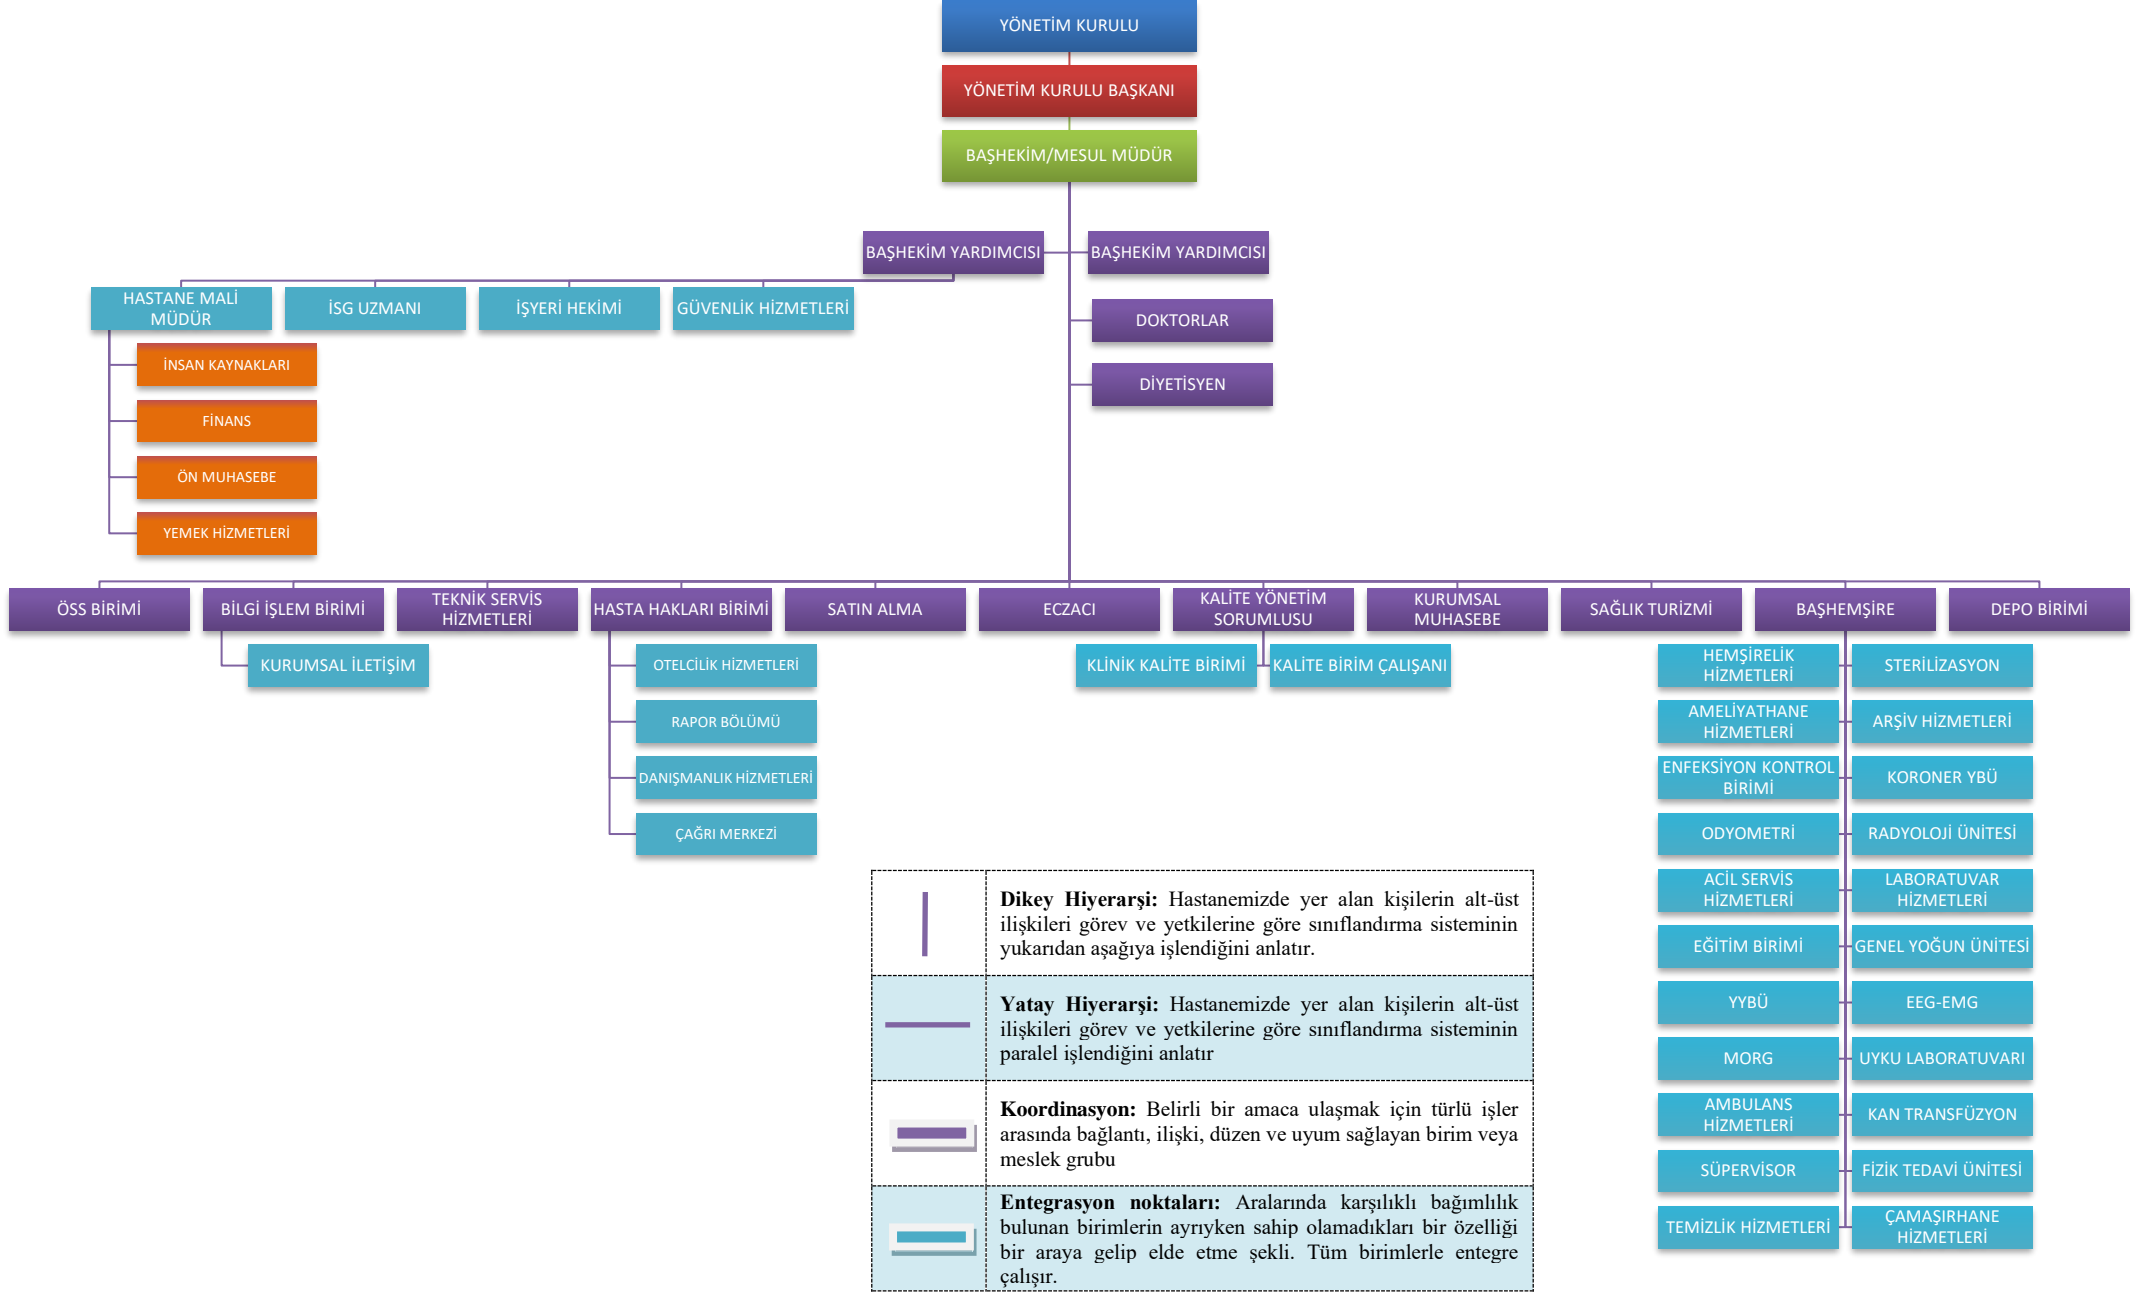 YÖNETİM KURULU
YÖNETİM KURULU BAŞKANI
BAŞHEKİM/MESUL MÜDÜR
BAŞHEKİM YARDIMCISI
BAŞHEKİM YARDIMCISI
HASTANE MALİ
MÜDÜR
İSG UZMANI
İŞYERİ HEKİMİ
GÜVENLİK HİZMETLERİ
DOKTORLAR
DİYETİSYEN
İNSAN KAYNAKLARI
FİNANS
ÖN MUHASEBE
YEMEK HİZMETLERİ
ÖSS BİRİMİ
BİLGİ İŞLEM BİRİMİ
TEKNİK SERVİS
HİZMETLERİ
HASTA HAKLARI BİRİMİ
SATIN ALMA
ECZACI
KALİTE YÖNETİM
SORUMLUSU
KURUMSAL
MUHASEBE
SAĞLIK TURİZMİ
BAŞHEMŞİRE
DEPO BİRİMİ
KURUMSAL İLETİŞİM
OTELCİLİK HİZMETLERİ
RAPOR BÖLÜMÜ
DANIŞMANLIK HİZMETLERİ
ÇAĞRI MERKEZİ
KLİNİK KALİTE BİRİMİ
KALİTE BİRİM ÇALIŞANI
HEMŞİRELİK
HİZMETLERİ
STERİLİZASYON
AMELİYATHANE
HİZMETLERİ
ARŞİV HİZMETLERİ
ENFEKSİYON KONTROL
BİRİMİ
KORONER YBÜ
ODYOMETRİ
RADYOLOJİ ÜNİTESİ
ACİL SERVİS
HİZMETLERİ
LABORATUVAR
HİZMETLERİ
EĞİTİM BİRİMİ
GENEL YOĞUN ÜNİTESİ
YYBÜ
EEG-EMG
MORG
UYKU LABORATUVARI
AMBULANS
HİZMETLERİ
KAN TRANSFÜZYON
SÜPERVİSOR
FİZİK TEDAVİ ÜNİTESİ
TEMİZLİK HİZMETLERİ
ÇAMAŞIRHANE
HİZMETLERİ
Dikey Hiyerarşi: Hastanemizde yer alan kişilerin alt-üst
ilişkileri görev ve yetkilerine göre sınıflandırma sisteminin
yukarıdan aşağıya işlendiğini anlatır.
Yatay Hiyerarşi: Hastanemizde yer alan kişilerin alt-üst
ilişkileri görev ve yetkilerine göre sınıflandırma sisteminin
paralel işlendiğini anlatır
Koordinasyon: Belirli bir amaca ulaşmak için türlü işler
arasında bağlantı, ilişki, düzen ve uyum sağlayan birim veya
meslek grubu
Entegrasyon noktaları: Aralarında karşılıklı bağımlılık
bulunan birimlerin ayrıyken sahip olamadıkları bir özelliği
bir araya gelip elde etme şekli. Tüm birimlerle entegre
çalışır.